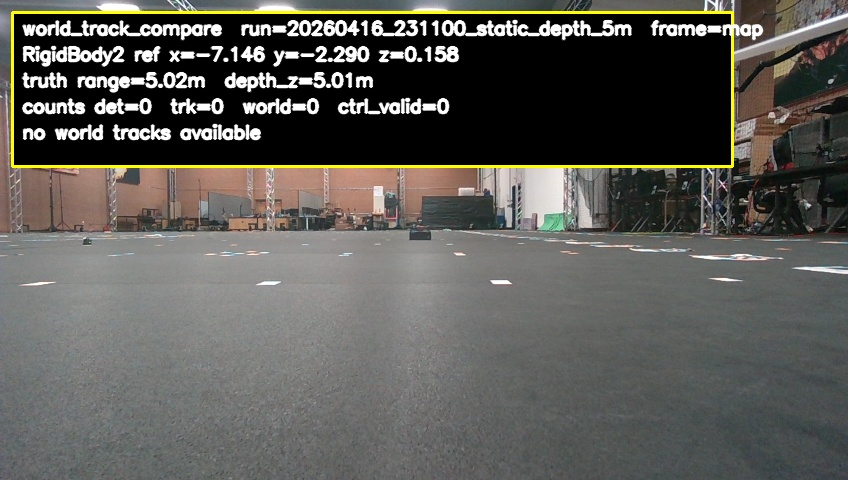 world_track_compare run=20260416_231100_static_depth_5m frame=map
RigidBody2 ref x=-7.146 y=-2.290 z=0.158
truth range=5.02m depth_z=5.01m
counts det=0 trk=0 world=0 ctrl_valid=0
no world tracks available